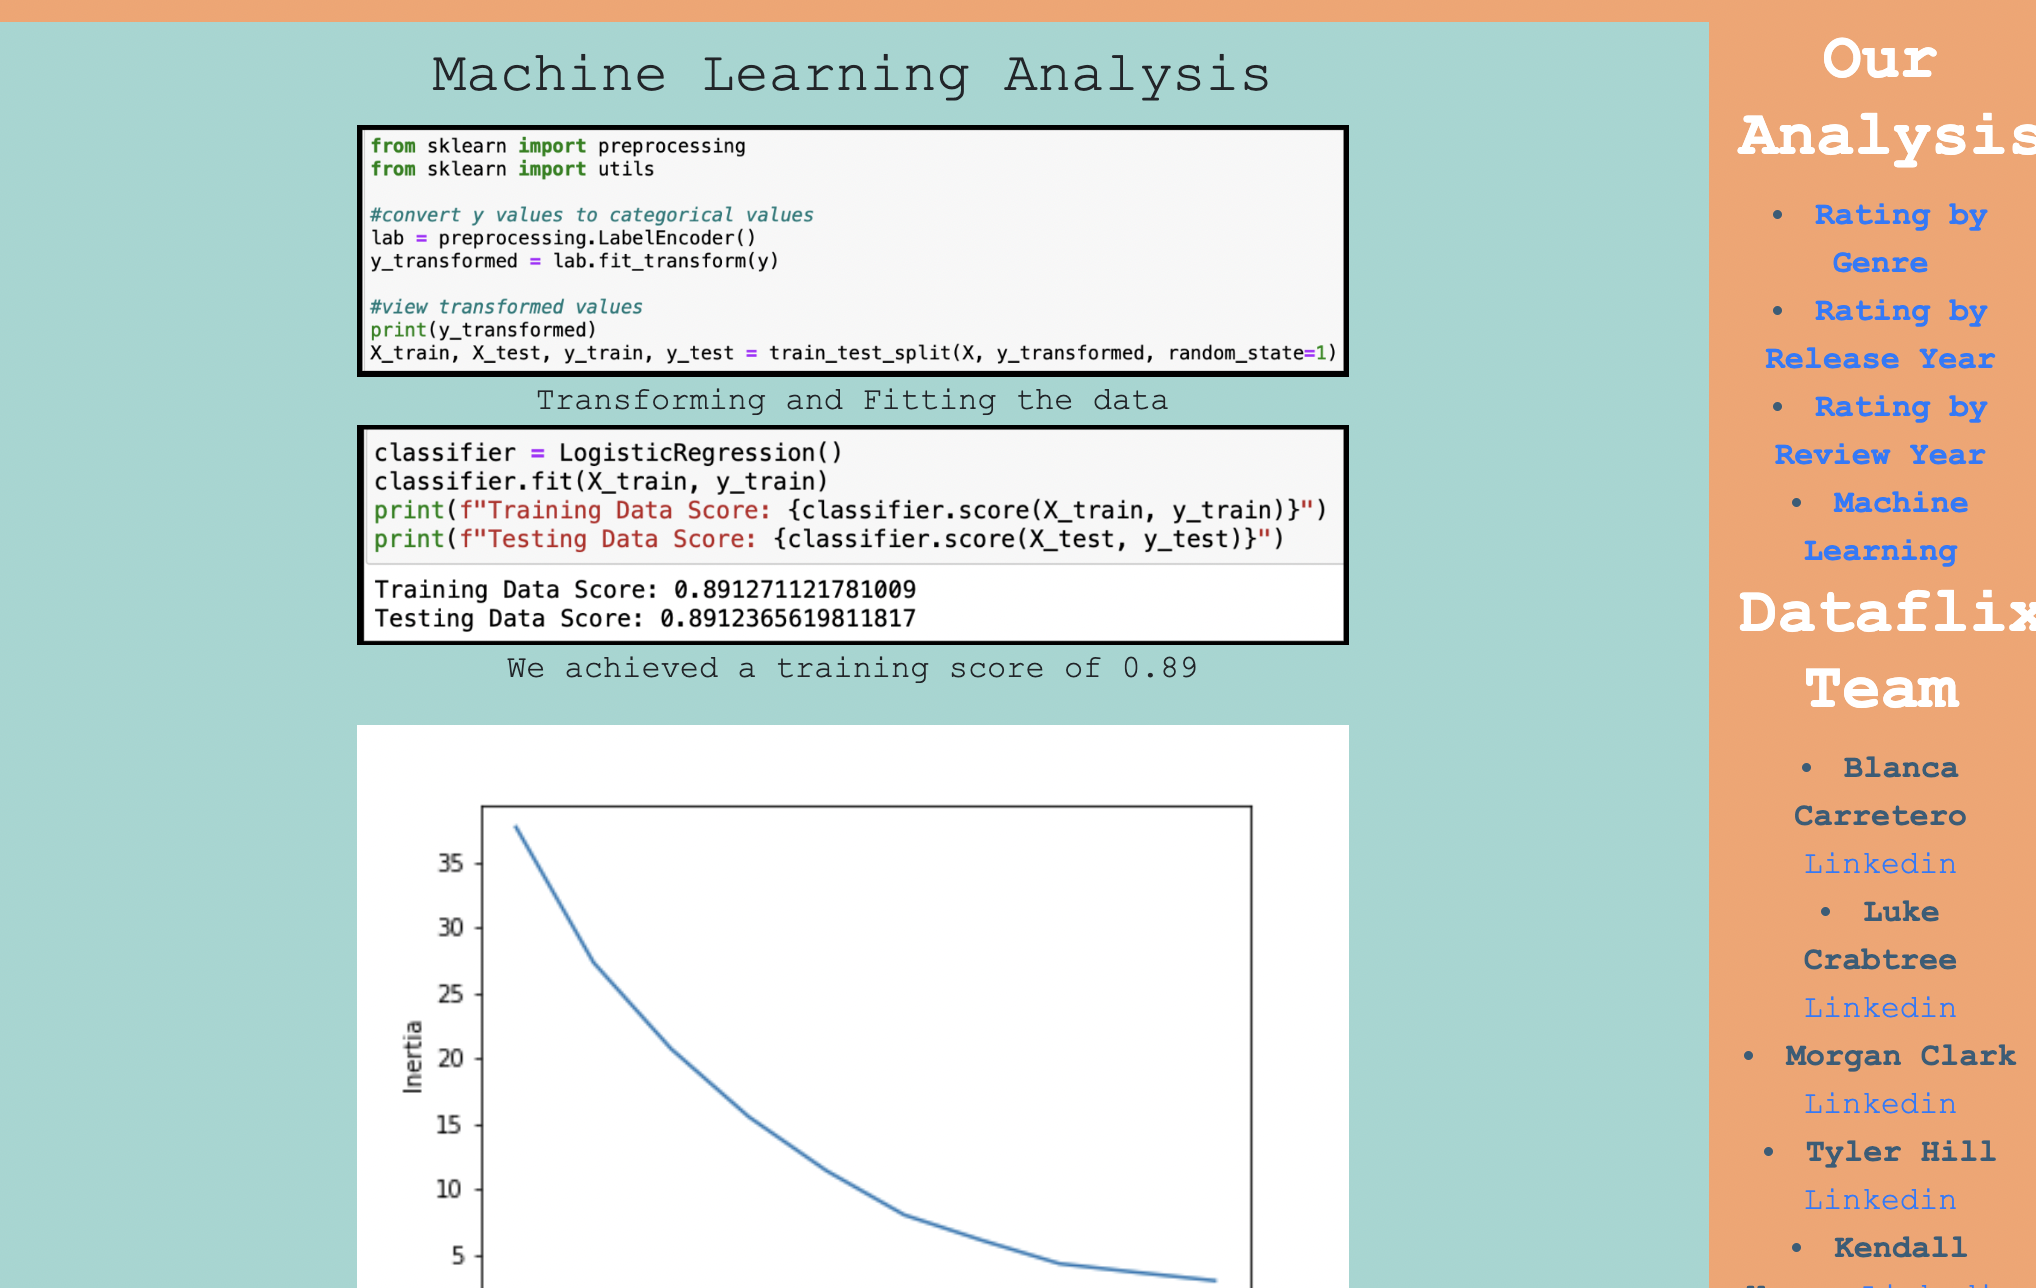 Machine Learning Analysis
from sklearn import preprocessing
from sklearn import utils
#convert y values to categorical values
lab = preprocessing.LabelEncoder()
y_transformed = lab.fit_transform(y)
#view transformed values
print(y_transformed)
X_train, X_test, y_train, y_test = train_test_split(X, y_transformed, random_state=1)
Transforming and Fitting the data
classifier = LogisticRegression()
classifier.fit(X_train, y_train)
print(f"Training Data Score: {classifier.score(X_train, y_train)}")
print(f"Testing Data Score: {classifier.score(X_test, y_test)}")
Training Data Score: 0.891271121781009
Testing Data Score: 0.8912365619811817
We achieved a training score of 0.89
35
30
25
20
15
10
5
Inertia
Our
Analysis
• Rating by
Genre
• Rating by
Release Year
• Rating by
Review Year
• Machine
Learning
Dataflix
Team
• Blanca
Carretero
Linkedin
• Luke
Crabtree
Linkedin
• Morgan Clark
Linkedin
• Tyler Hill
Linkedin
• Kendall